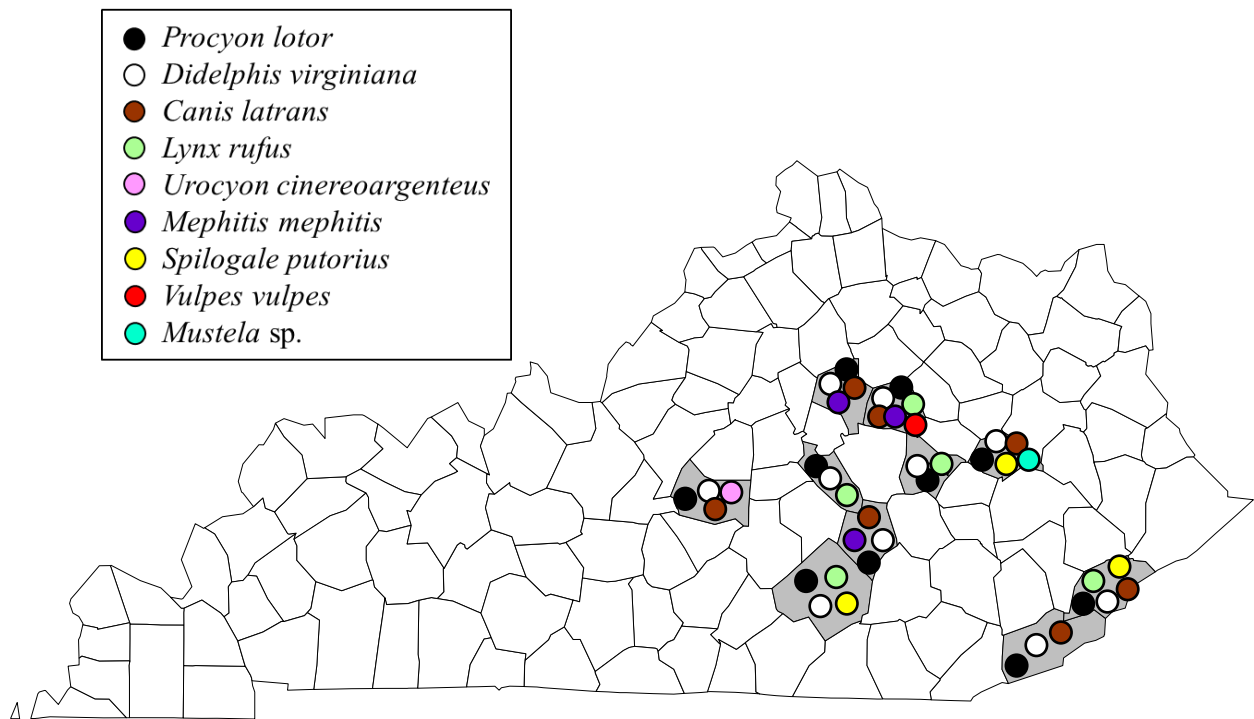 Procyon lotor
Didelphis virginiana
Canis latrans
Lynx rufus
Urocyon cinereoargenteus
Mephitis mephitis
Spilogale putorius
Vulpes vulpes
Mustela sp.